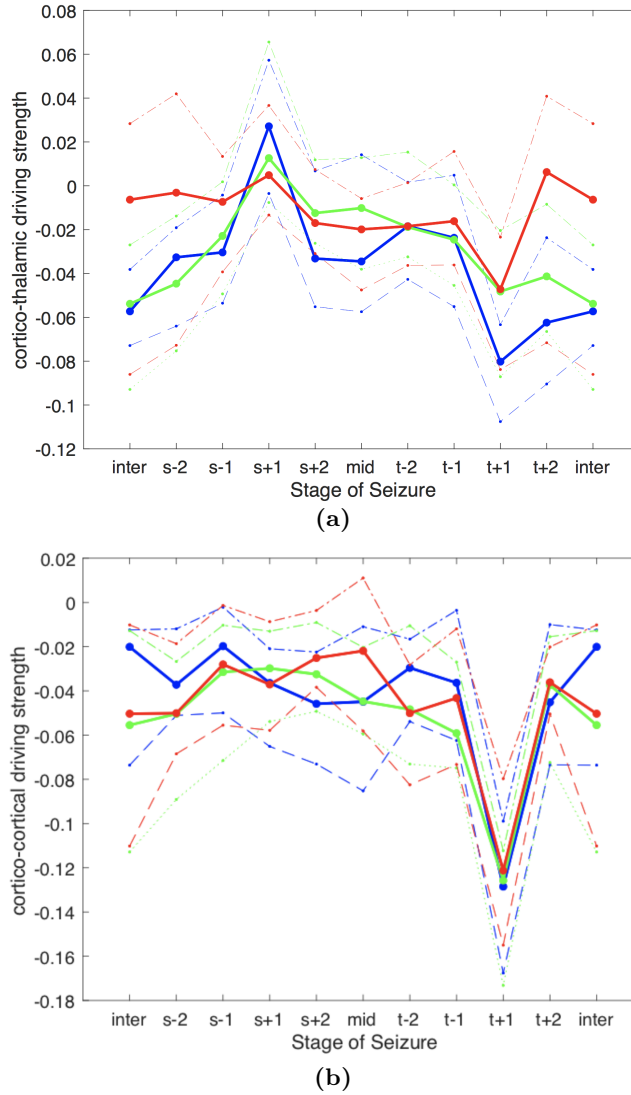 0.08
0.06
0.04
0.02
0
-0.02
-0.04
-0.06
-0.08
-0.1
-0.12
cortico-thalamic driving strength
inter s-2 s-1 s+1 s+2 mid t-2 t-1 t+1 t+2 inter
Stage of Seizure
(a)
0.02
0
-0.02
-0.04
-0.06
-0.08
-0.1
-0.12
-0.14
-0.16
-0.18
cortico-cortical driving strength
inter s-2 s-1 s+1 s+2 mid t-2 t-1 t+1 t+2 inter
Stage of Seizure
(b)